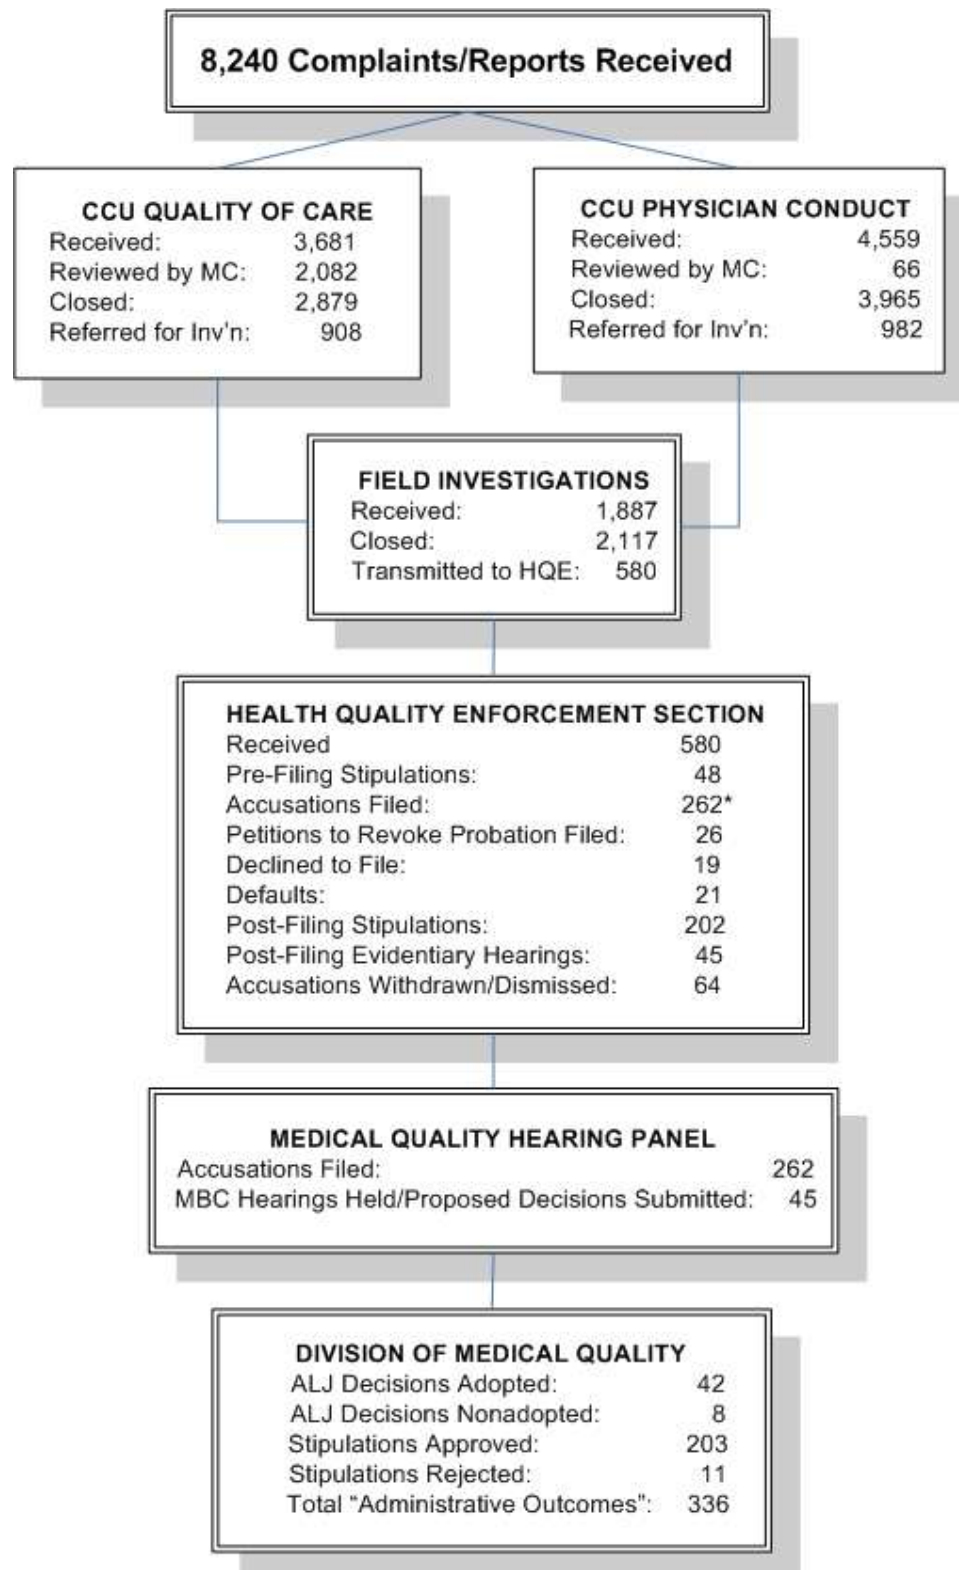 8,240 Complaints/Reports Received
CCU QUALITY OF CARE
Received: 3,681
Reviewed by MC: 2,082
Closed: 2,879
Referred for Inv'n: 908
CCU PHYSICIAN CONDUCT
Received: 4,559
Reviewed by MC: 66
Closed: 3,965
Referred for Inv'n: 982
FIELD INVESTIGATIONS
Received: 1,887
Closed: 2,117
Transmitted to HQE: 580
HEALTH QUALITY ENFORCEMENT SECTION
Received 580
Pre-Filing Stipulations: 48
Accusations Filed: 262*
Petitions to Revoke Probation Filed: 26
Declined to File: 19
Defaults: 21
Post-Filing Stipulations: 202
Post-Filing Evidentiary Hearings: 45
Accusations Withdrawn/Dismissed: 64
MEDICAL QUALITY HEARING PANEL
Accusations Filed: 262
MBC Hearings Held/Proposed Decisions Submitted: 45
DIVISION OF MEDICAL QUALITY
ALJ Decisions Adopted: 42
ALJ Decisions Nonadopted: 8
Stipulations Approved: 203
Stipulations Rejected: 11
Total “Administrative Outcomes”: 336